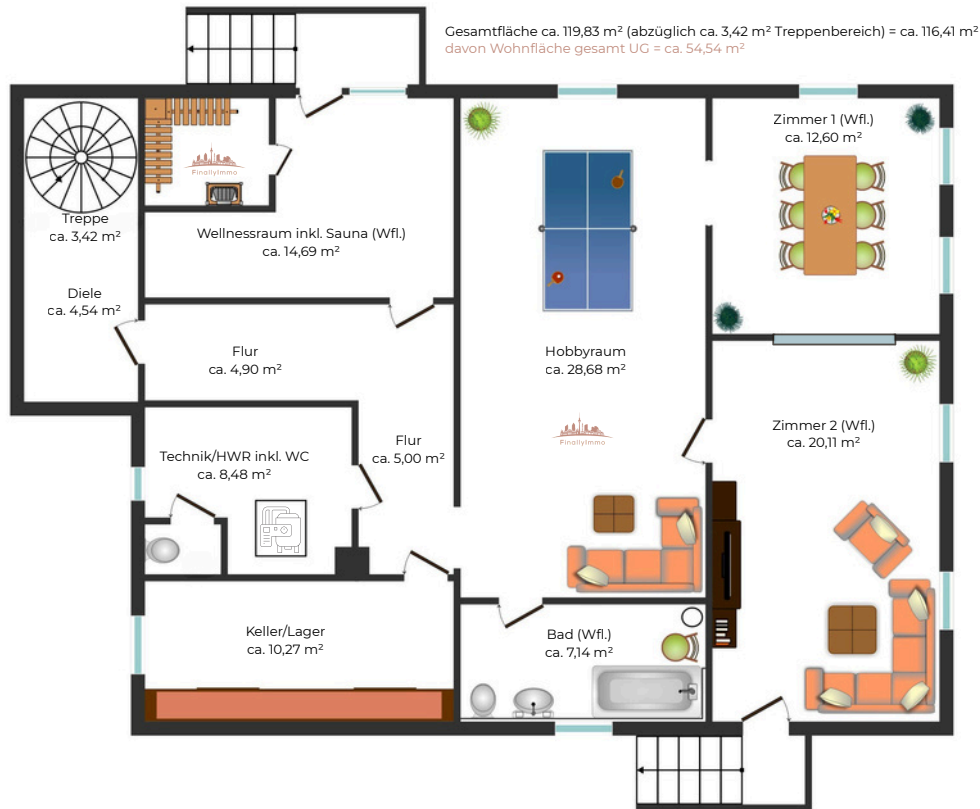 Gesamtfläche ca. 119,83 m² (abzüglich ca. 3,42 m² Treppenbereich) = ca. 116,41 m²
davon Wohnfläche gesamt UG = ca. 54,54 m²
Zimmer 1 (Wfl.)
ca. 12,60 m²
FinallyImmo
Treppe
ca. 3,42 m²
Wellnessraum inkl. Sauna (Wfl.)
ca. 14,69 m²
Diele
ca. 4,54 m²
Flur
ca. 4,90 m²
Hobbyraum
ca. 28,68 m²
FinallyImmo
Zimmer 2 (Wfl.)
ca. 20,11 m²
Flur
ca. 5,00 m²
Technik/HWR inkl. WC
ca. 8,48 m²
Keller/Lager
ca. 10,27 m²
Bad (Wfl.)
ca. 7,14 m²